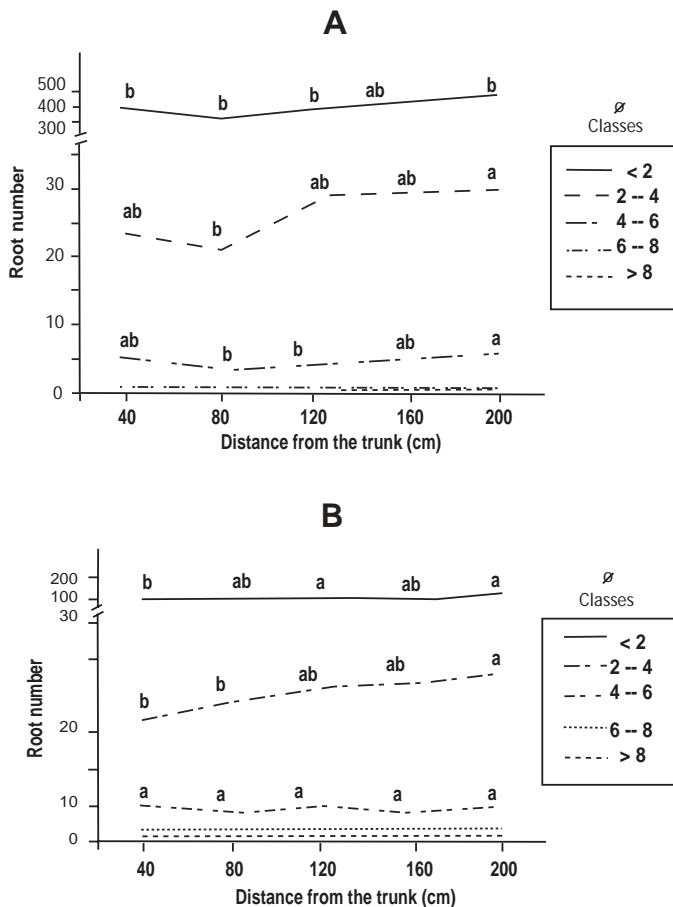 A
500
400
300
30
20
10
0
Root number
b b b ab b
ab b ab ab a
ab b b ab a
40 80 120 160 200
Distance from the trunk (cm)
ø
Classes
< 2
2 -- 4
4 -- 6
6 -- 8
> 8
B
200
100
30
20
10
0
Root number
b ab a ab a
b b ab ab a
a a a a a
40 80 120 160 200
Distance from the trunk (cm)
ø
Classes
< 2
2 -- 4
4 -- 6
6 -- 8
> 8